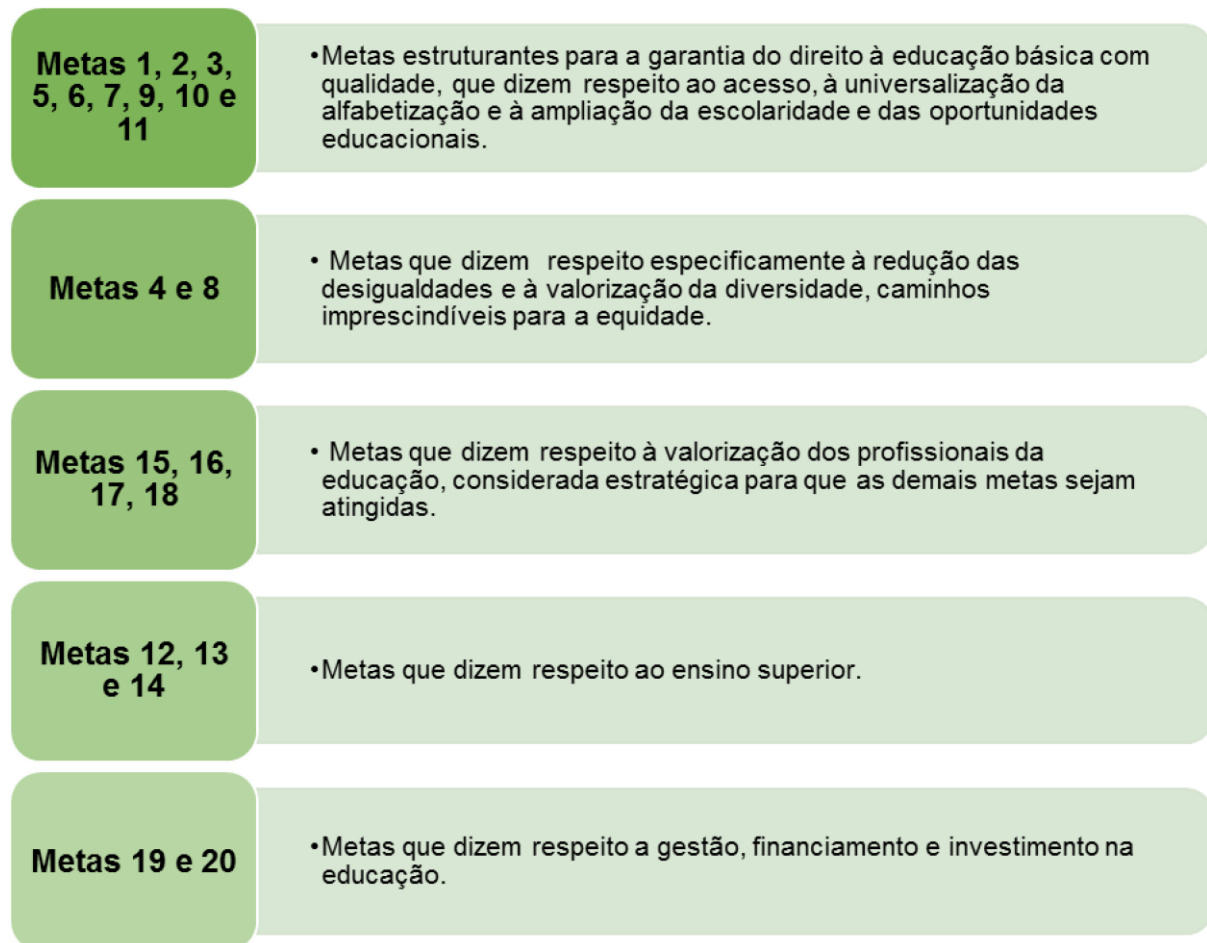 Metas 1, 2, 3,
5, 6, 7, 9, 10 e
11
•Metas estruturantes para a garantia do direito à educação básica com
qualidade, que dizem respeito ao acesso, à universalização da
alfabetização e à ampliação da escolaridade e das oportunidades
educacionais.
Metas 4 e 8
• Metas que dizem respeito especificamente à redução das
desigualdades e à valorização da diversidade, caminhos
imprescindíveis para a equidade.
Metas 15, 16,
17, 18
• Metas que dizem respeito à valorização dos profissionais da
educação, considerada estratégica para que as demais metas sejam
atingidas.
Metas 12, 13
e 14
•Metas que dizem respeito ao ensino superior.
Metas 19 e 20
•Metas que dizem respeito a gestão, financiamento e investimento na
educação.